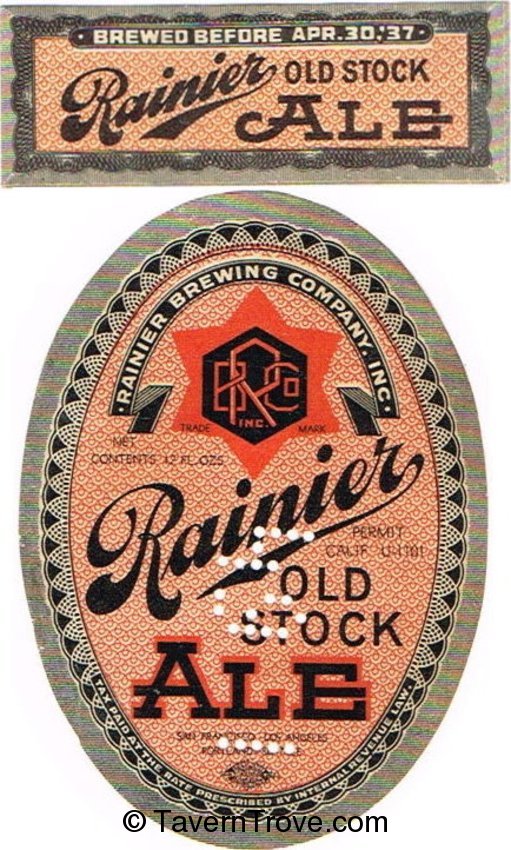 BREWED BEFORE APR. 30, '37
Rainier OLD STOCK
ALE
RAINIER BREWING COMPANY, INC.
BRCo
INC.
TRADE MARK
NET
CONTENTS 12 FL. OZS.
Rainier
PERMIT
CALIF. U-1101
OLD
STOCK
ALE
SAN FRANCISCO LOS ANGELES
TAX PAID AT THE RATE PRESCRIBED BY INTERNAL REVENUE LAW.
© TavernTrove.com